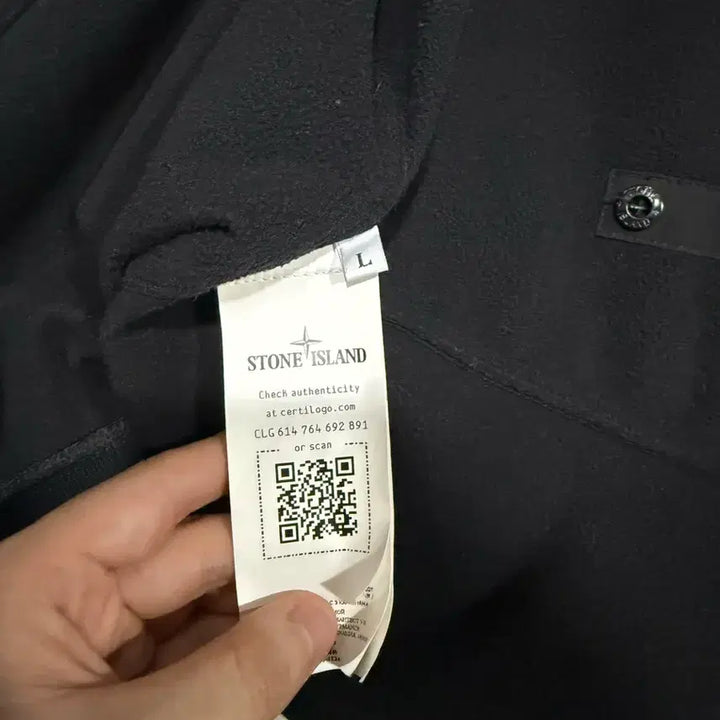 L
STONE ISLAND
Check authenticity
at certilogo.com
CLG 614 764 692 891
or scan